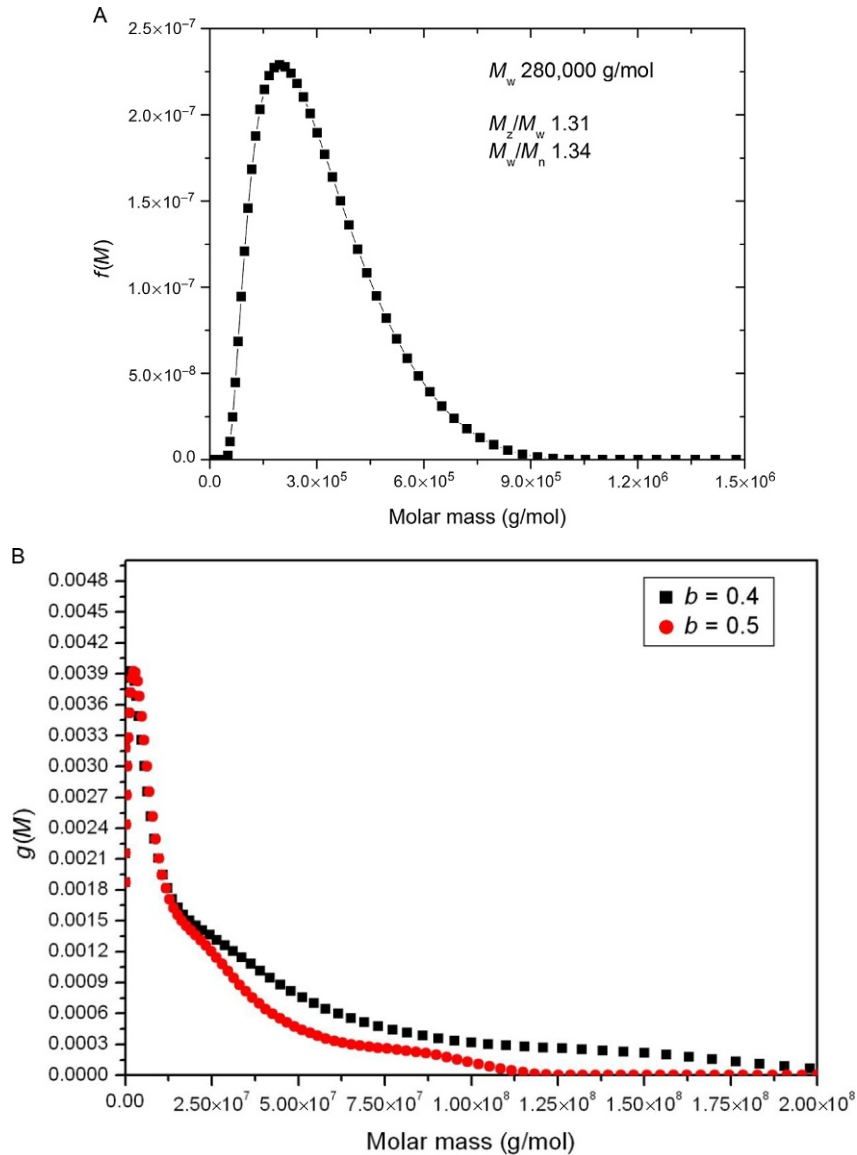 A
2.5×10⁻⁷
2.0×10⁻⁷
1.5×10⁻⁷
1.0×10⁻⁷
5.0×10⁻⁸
0.0
f(M)
M_w 280,000 g/mol
M_z/M_w 1.31
M_w/M_n 1.34
0.0 3.0×10⁵ 6.0×10⁵ 9.0×10⁵ 1.2×10⁶ 1.5×10⁶
Molar mass (g/mol)
B
0.0048
0.0045
0.0042
0.0039
0.0036
0.0033
0.0030
0.0027
0.0024
0.0021
0.0018
0.0015
0.0012
0.0009
0.0006
0.0003
0.0000
g(M)
b = 0.4
b = 0.5
0.00 2.50×10⁷ 5.00×10⁷ 7.50×10⁷ 1.00×10⁸ 1.25×10⁸ 1.50×10⁸ 1.75×10⁸ 2.00×10⁸
Molar mass (g/mol)